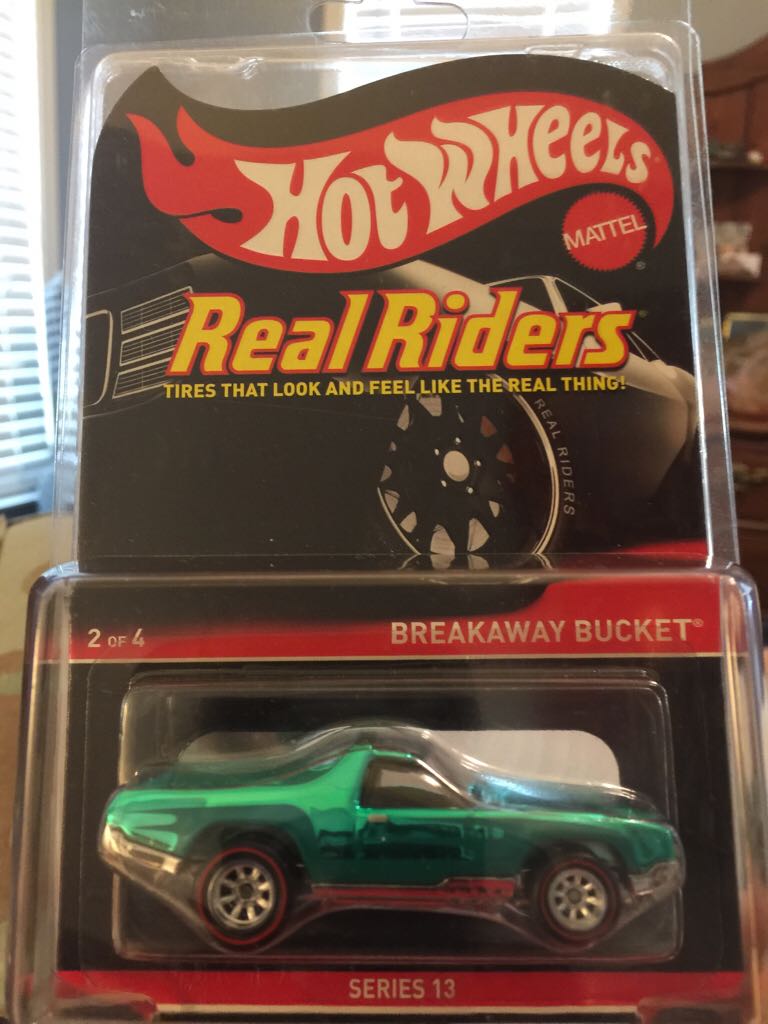 Hot Wheels®
MATTEL®
Real Riders™
TIRES THAT LOOK AND FEEL LIKE THE REAL THING!
REAL RIDERS
2 OF 4
BREAKAWAY BUCKET®
SERIES 13